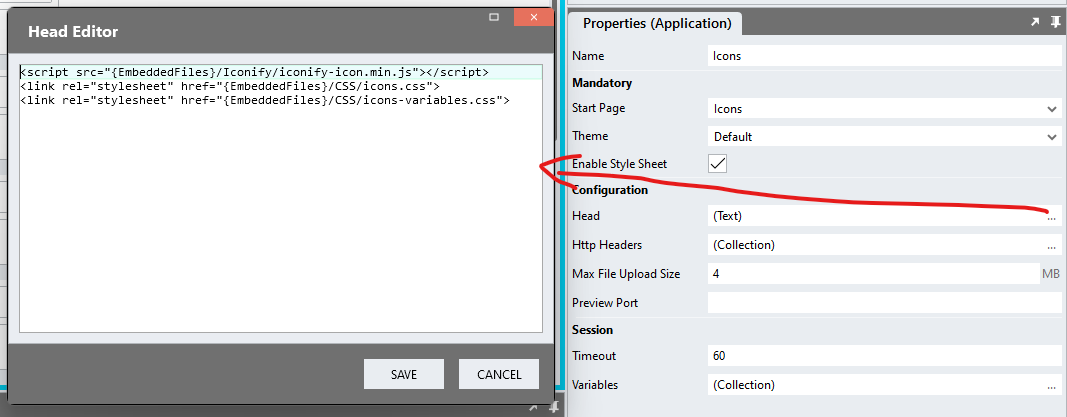 Head Editor
<script src="{EmbeddedFiles}/Iconify/iconify-icon.min.js"></script>
<link rel="stylesheet" href="{EmbeddedFiles}/CSS/icons.css">
<link rel="stylesheet" href="{EmbeddedFiles}/CSS/icons-variables.css">
SAVE CANCEL
Properties (Application)
Name Icons
Mandatory
Start Page Icons
Theme Default
Enable Style Sheet
Configuration
Head (Text) ...
Http Headers (Collection) ...
Max File Upload Size 4 MB
Preview Port
Session
Timeout 60
Variables (Collection) ...